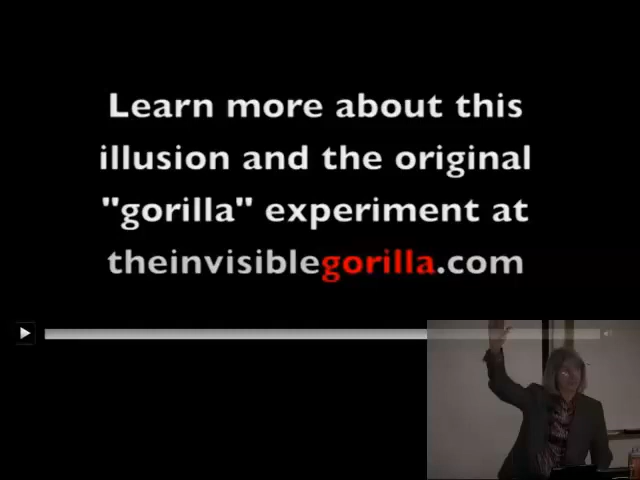 Learn more about this
illusion and the original
"gorilla" experiment at
theinvisiblegorilla.com